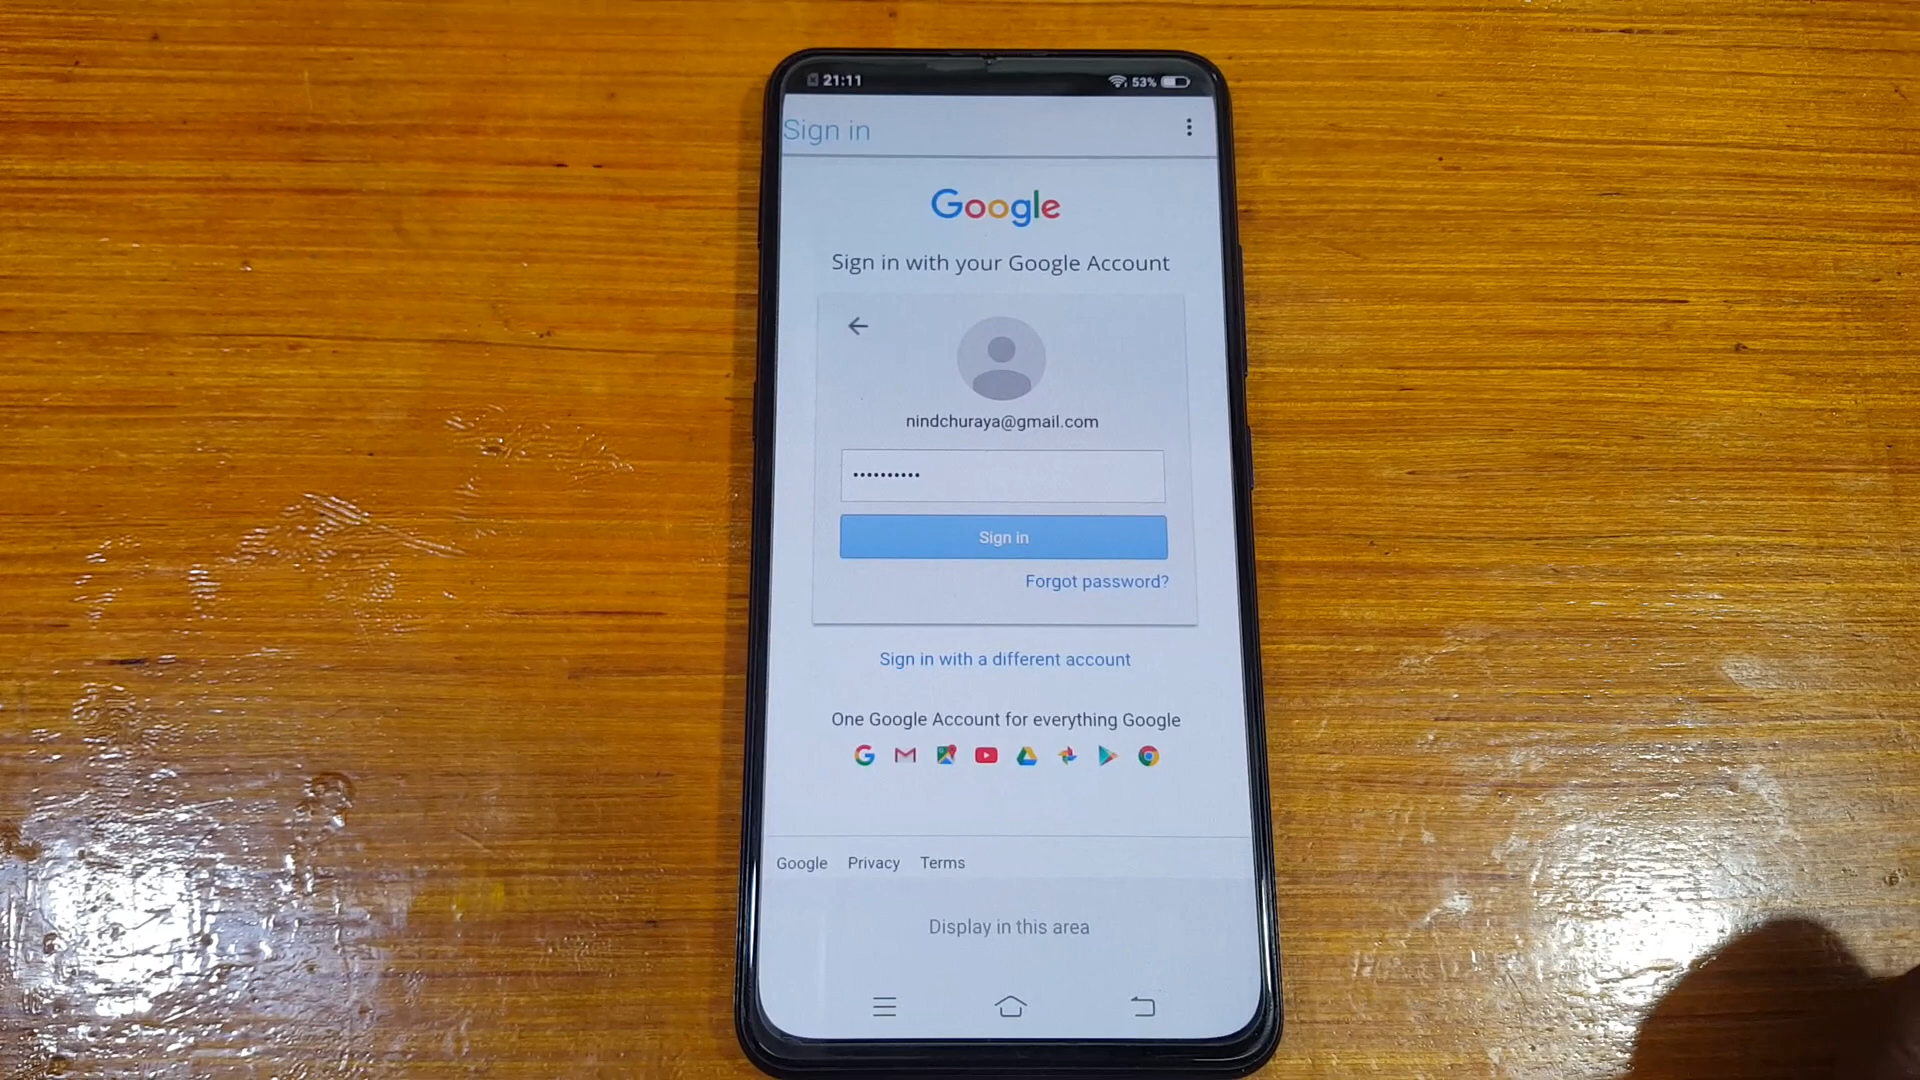 21:11
53%
Sign in
Google
Sign in with your Google Account
nindchuraya@gmail.com
••••••••••
Sign in
Forgot password?
Sign in with a different account
One Google Account for everything Google
Google Privacy Terms
Display in this area